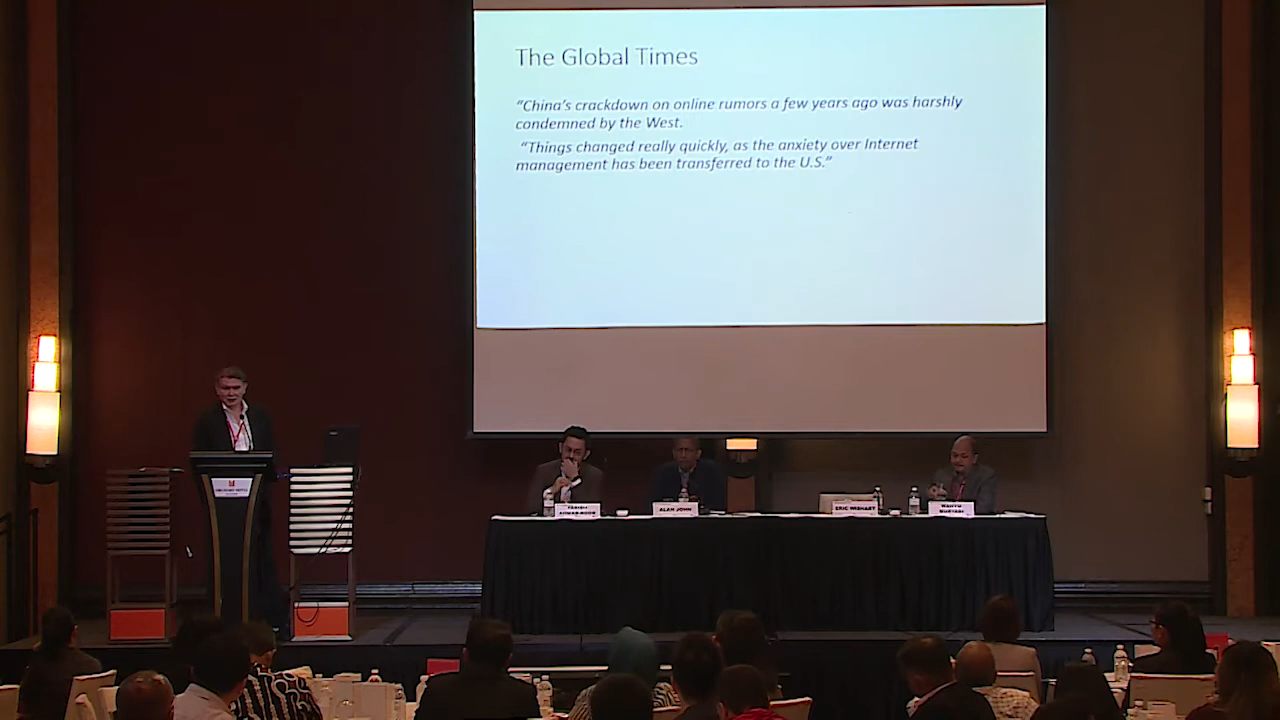 The Global Times
"China's crackdown on online rumors a few years ago was harshly
condemned by the West.
"Things changed really quickly, as the anxiety over Internet
management has been transferred to the U.S."
ALAN JOHN
ERIC WISHART
WAHYU